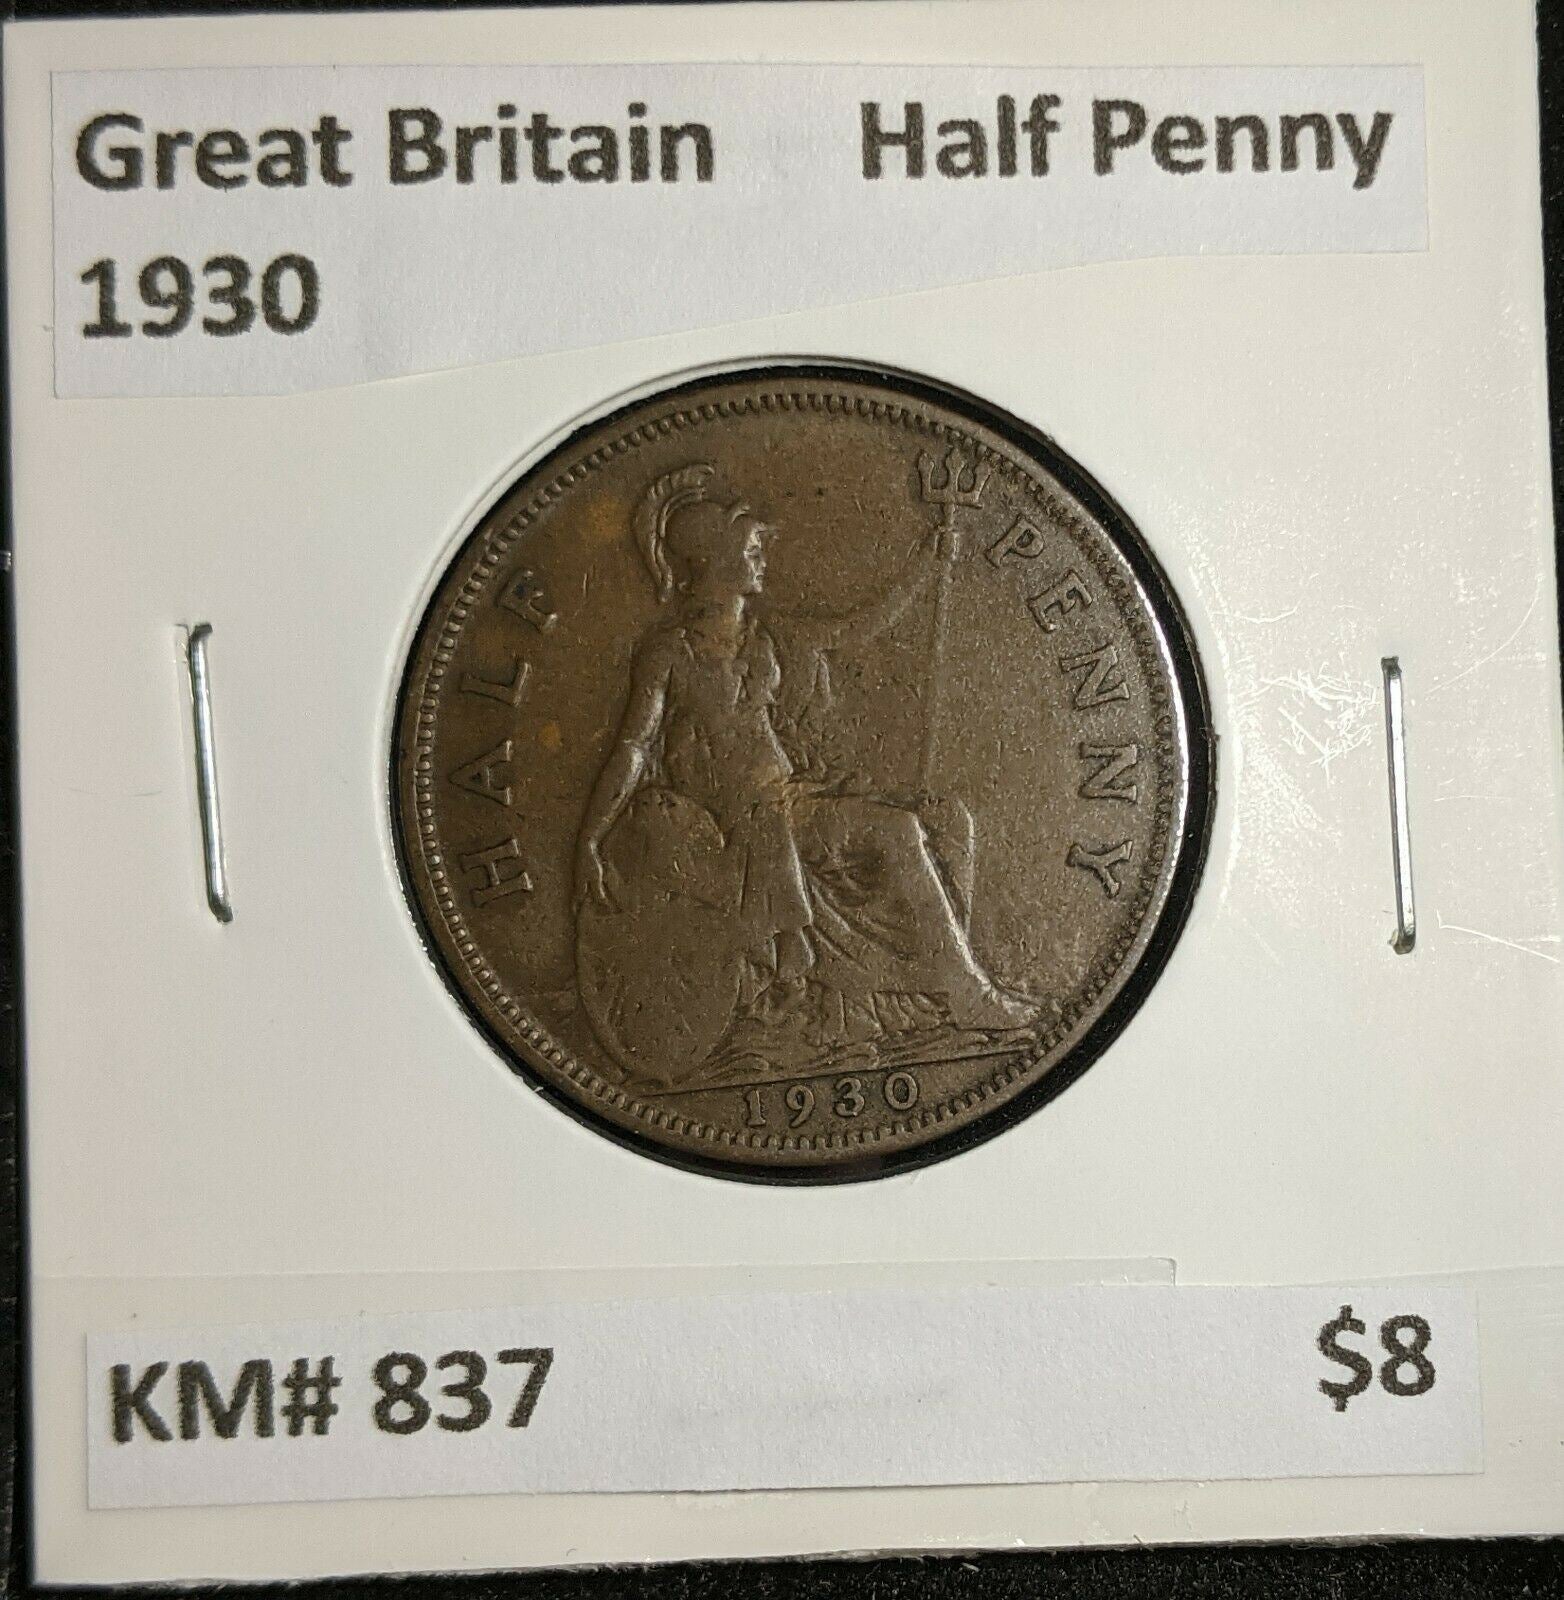 Great Britain Half Penny
1930
HALF PENNY
1930
KM# 837 $8